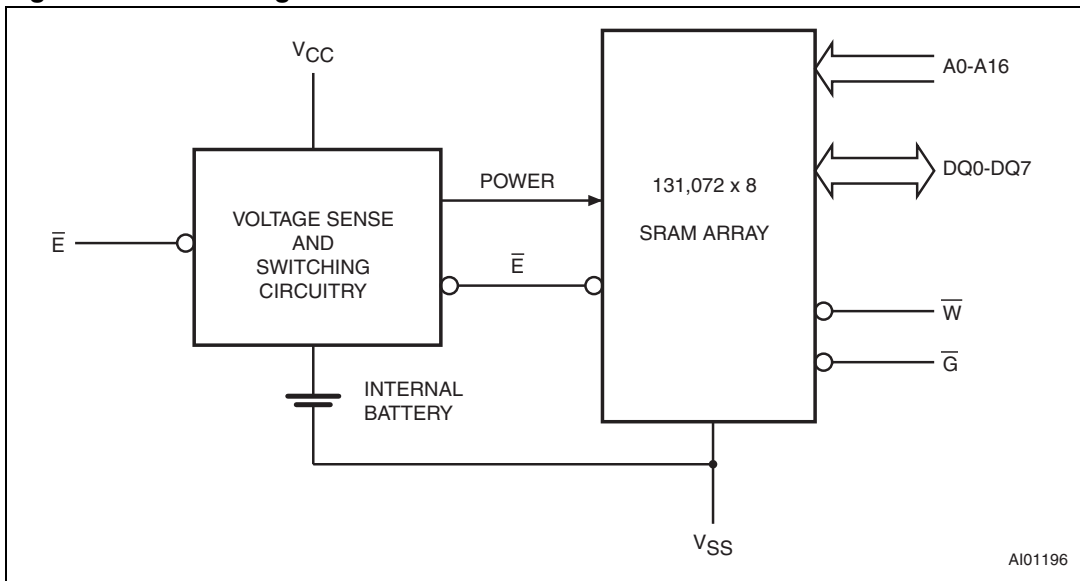 VCC
E̅
VOLTAGE SENSE
AND
SWITCHING
CIRCUITRY
POWER
E̅
INTERNAL
BATTERY
131,072 x 8
SRAM ARRAY
A0-A16
DQ0-DQ7
W̅
G̅
VSS
AI01196